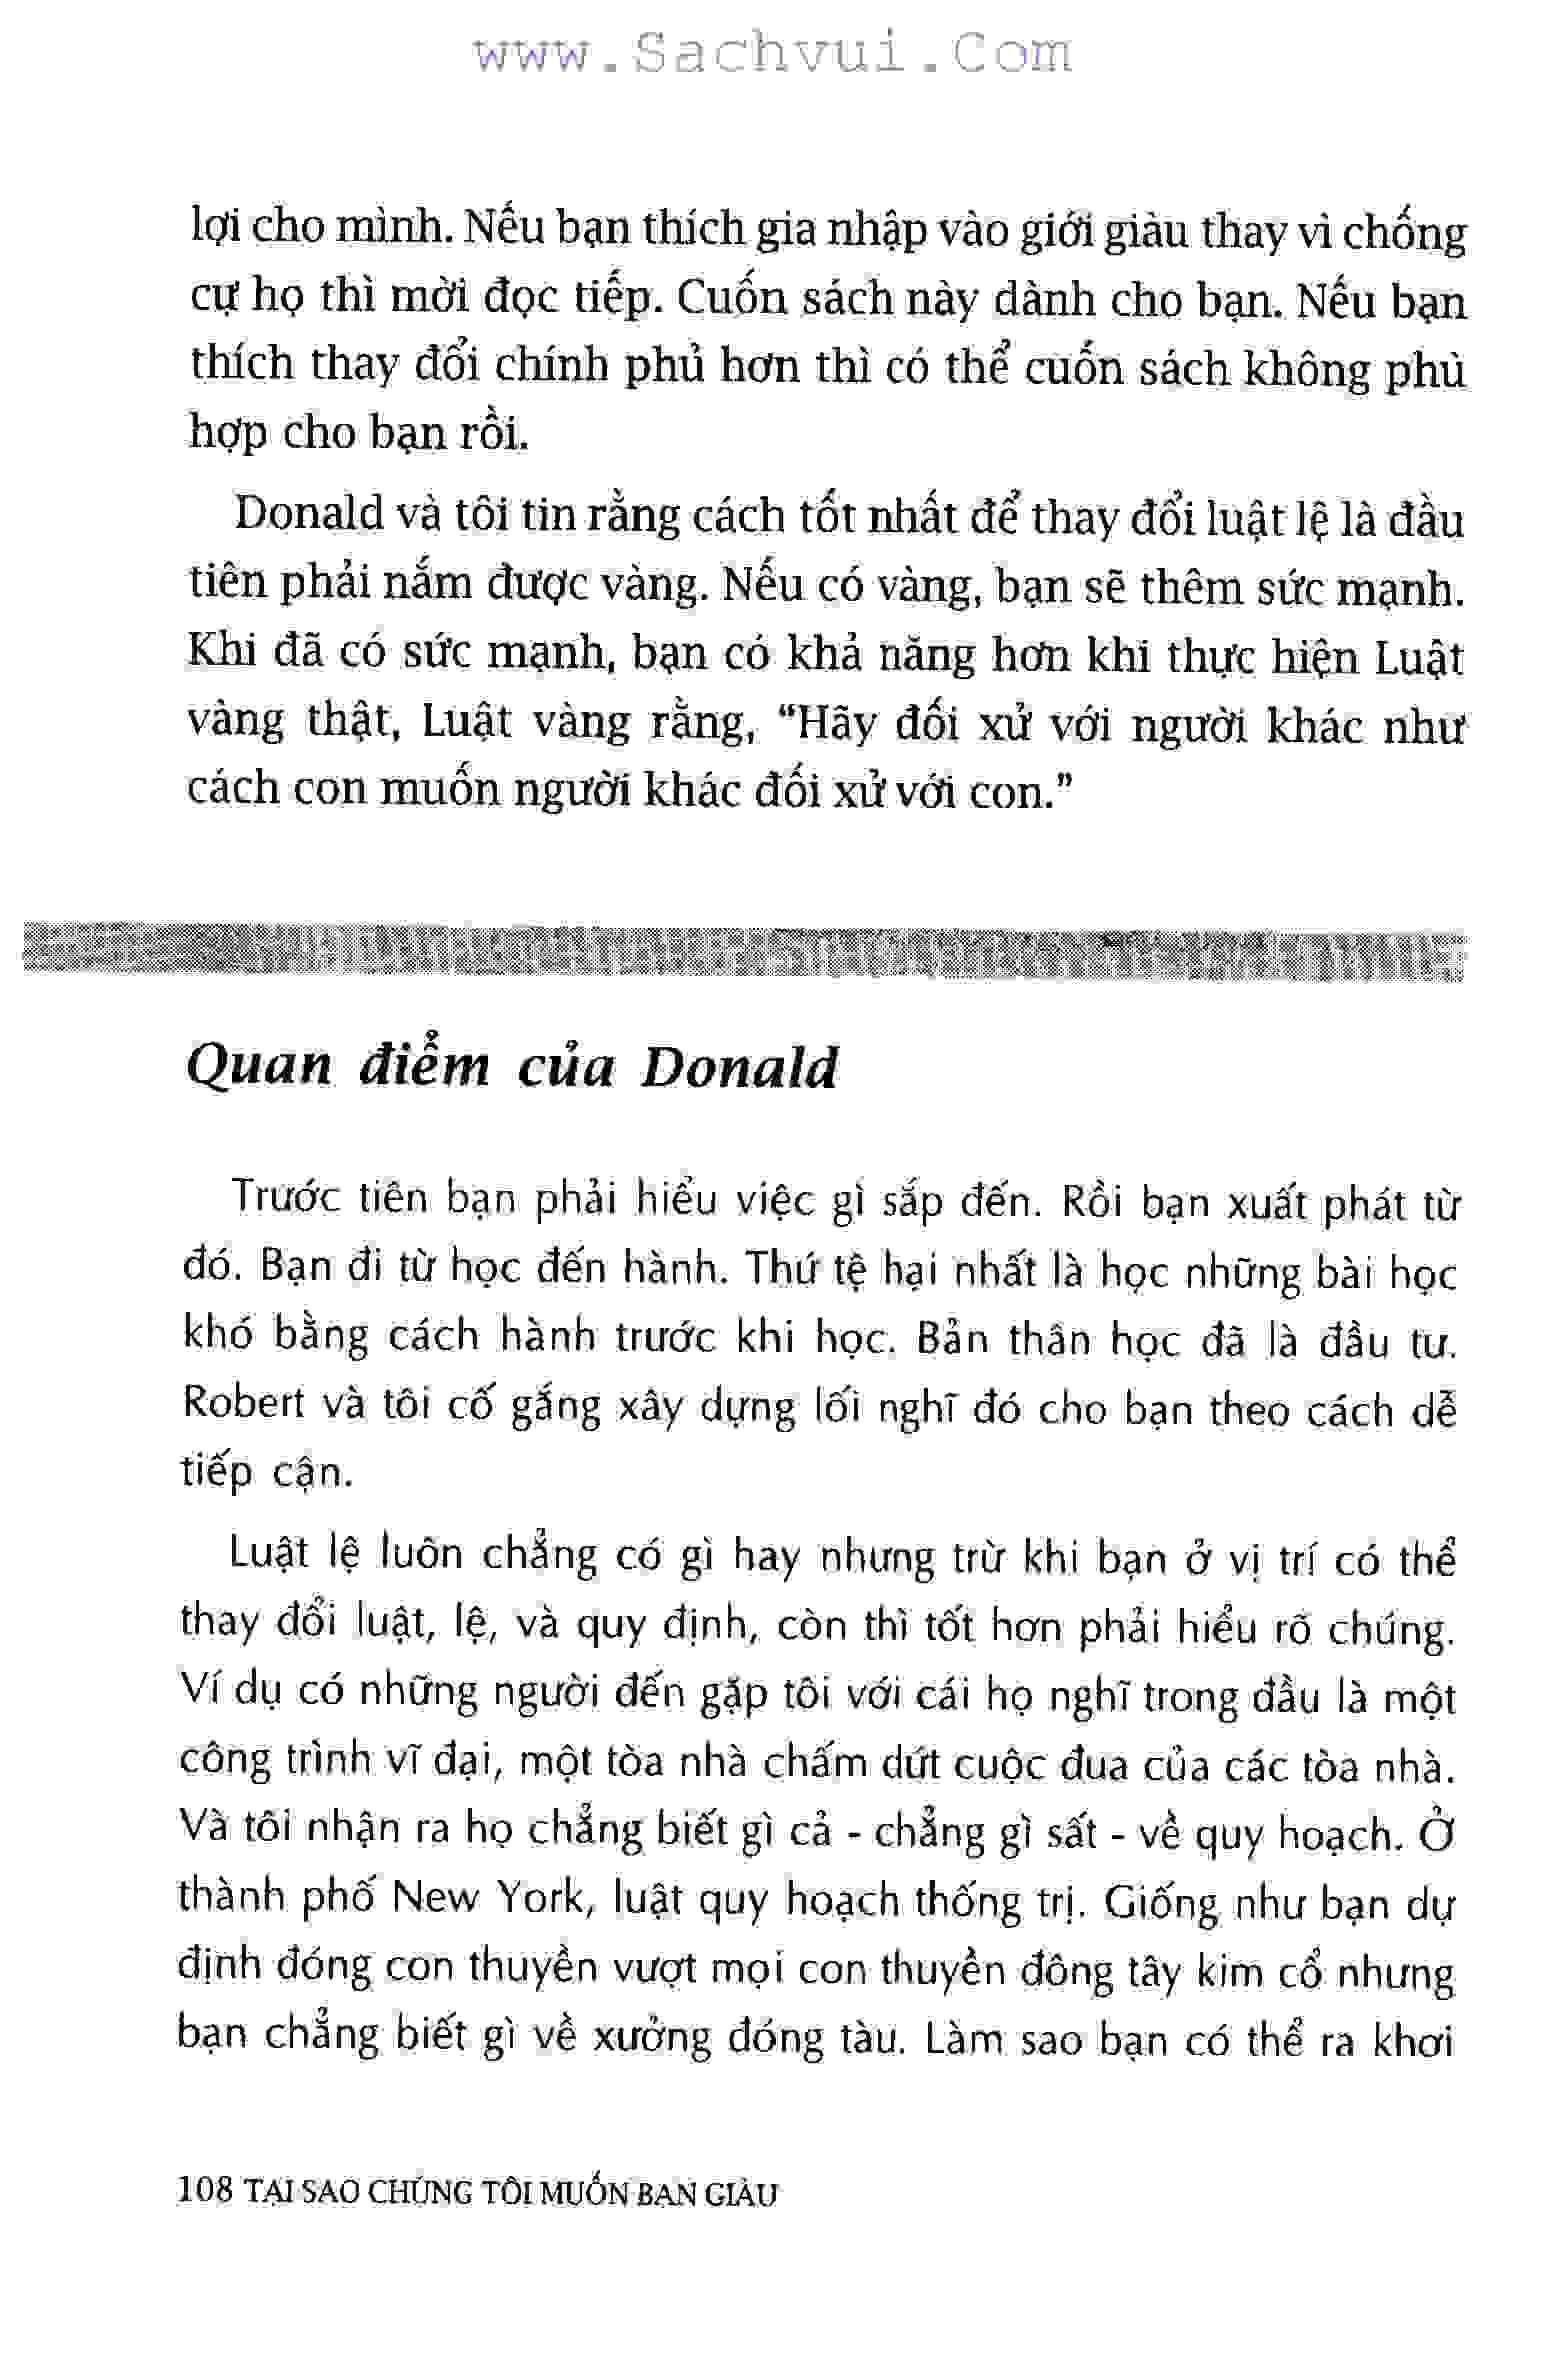 www.Sachvui.Com
lợi cho mình. Nếu bạn thích gia nhập vào giới giàu thay vì chống
cự họ thì mời đọc tiếp. Cuốn sách này dành cho bạn. Nếu bạn
thích thay đổi chính phủ hơn thì có thể cuốn sách không phù
hợp cho bạn rồi.
Donald và tôi tin rằng cách tốt nhất để thay đổi luật lệ là đầu
tiên phải nắm được vàng. Nếu có vàng, bạn sẽ thêm sức mạnh.
Khi đã có sức mạnh, bạn có khả năng hơn khi thực hiện Luật
vàng thật, Luật vàng rằng, “Hãy đối xử với người khác như
cách con muốn người khác đối xử với con.”
Quan điểm của Donald
Trước tiên bạn phải hiểu việc gì sắp đến. Rồi bạn xuất phát từ
đó. Bạn đi từ học đến hành. Thứ tệ hại nhất là học những bài học
khó bằng cách hành trước khi học. Bản thân học đã là đầu tư.
Robert và tôi cố gắng xây dựng lối nghĩ đó cho bạn theo cách dễ
tiếp cận.
Luật lệ luôn chẳng có gì hay nhưng trừ khi bạn ở vị trí có thể
thay đổi luật, lệ, và quy định, còn thì tốt hơn phải hiểu rõ chúng.
Ví dụ có những người đến gặp tôi với cái họ nghĩ trong đầu là một
công trình vĩ đại, một tòa nhà chấm dứt cuộc đua của các tòa nhà.
Và tôi nhận ra họ chẳng biết gì cả - chẳng gì sất - về quy hoạch. Ở
thành phố New York, luật quy hoạch thống trị. Giống như bạn dự
định đóng con thuyền vượt mọi con thuyền đông tây kim cổ nhưng
bạn chẳng biết gì về xưởng đóng tàu. Làm sao bạn có thể ra khơi
108 TẠI SAO CHÚNG TÔI MUỐN BẠN GIÀU